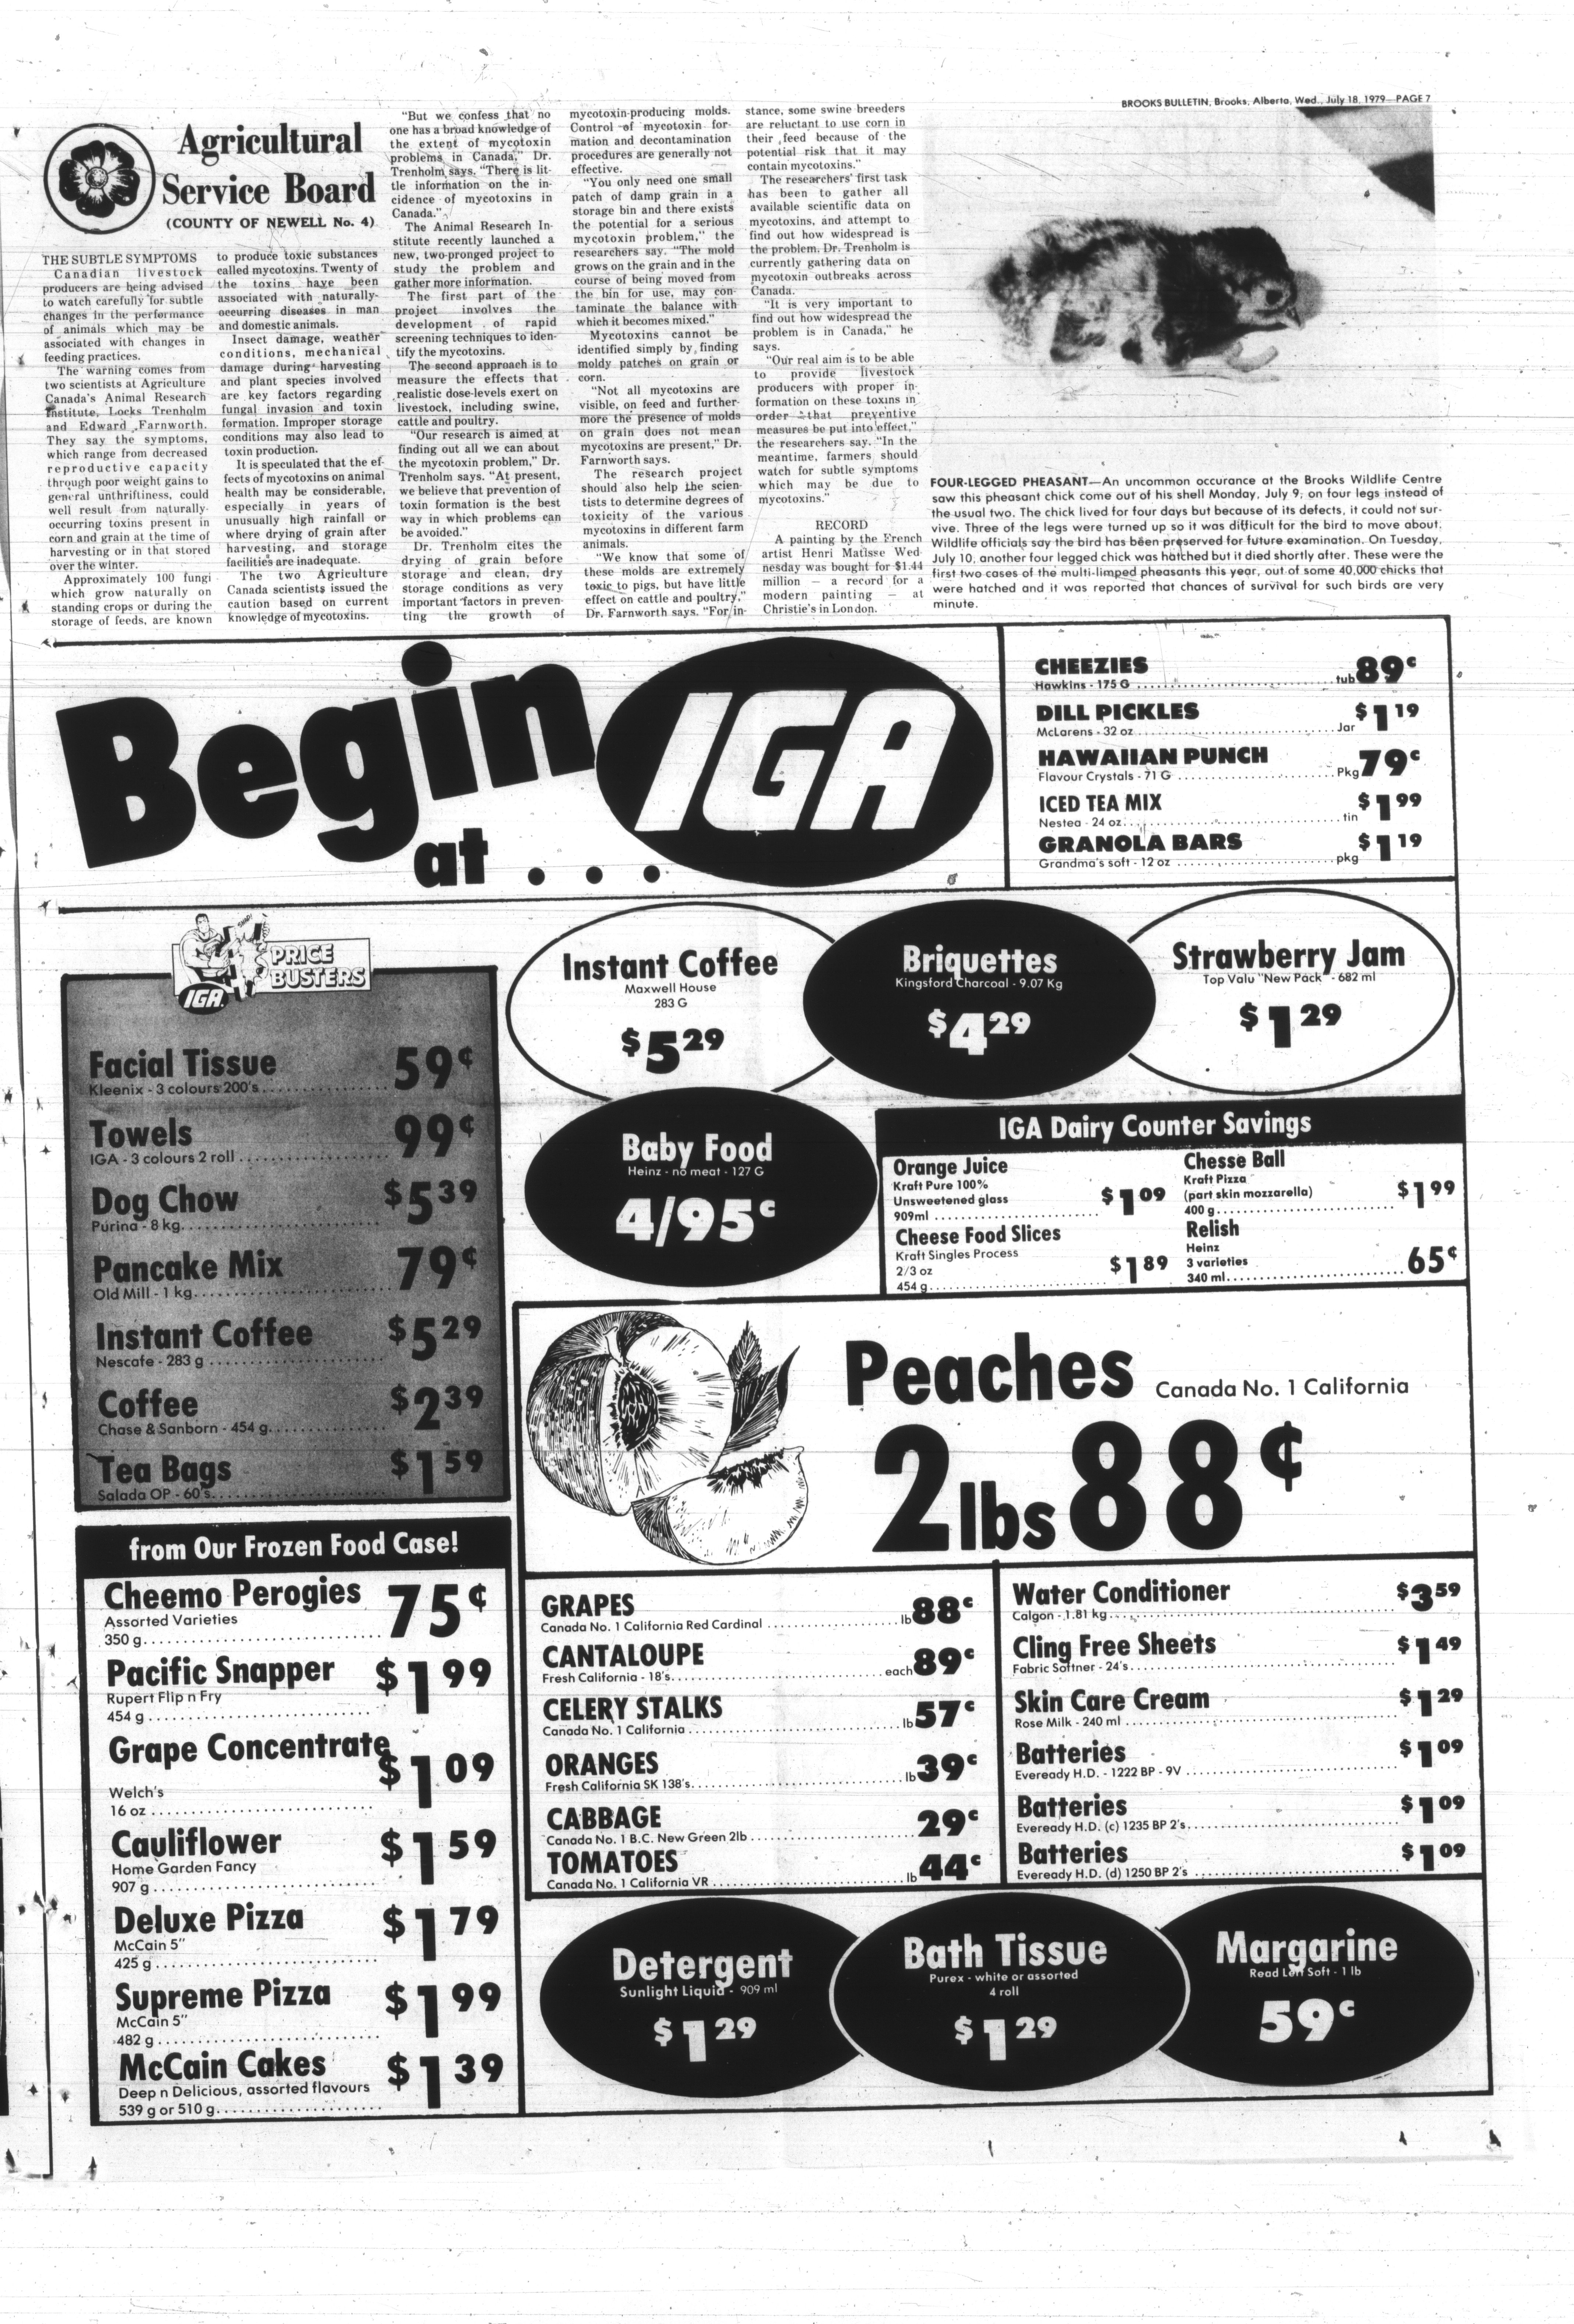 BROOKS BULLETIN, Brooks, Alberta, Wed., July 18, 1979—PAGE 7
Agricultural
Service Board
(COUNTY OF NEWELL No. 4)
THE SUBTLE SYMPTOMS
Canadian livestock
producers are being advised
to watch carefully for subtle
changes in the performance
of animals which may be
associated with changes in
feeding practices.
The warning comes from
two scientists at Agriculture
Canada's Animal Research
Institute, Locks Trenholm
and Edward Farnworth.
They say the symptoms,
which range from decreased
reproductive capacity
through poor weight gains to
general unthriftiness, could
well result from naturally-
occurring toxins present in
corn and grain at the time of
harvesting or in that stored
over the winter.
Approximately 100 fungi
which grow naturally on
standing crops or during the
storage of feeds, are known
to produce toxic substances
called mycotoxins. Twenty of
the toxins have been
associated with naturally-
occurring diseases in man
and domestic animals.
Insect damage, weather
conditions, mechanical
damage during harvesting
and plant species involved
are key factors regarding
fungal invasion and toxin
formation. Improper storage
conditions may also lead to
toxin production.
It is speculated that the ef-
fects of mycotoxins on animal
health may be considerable,
especially in years of
unusually high rainfall or
where drying of grain after
harvesting, and storage
facilities are inadequate.
The two Agriculture
Canada scientists issued the
caution based on current
knowledge of mycotoxins.
"But we confess that no
one has a broad knowledge of
the extent of mycotoxin
problems in Canada," Dr.
Trenholm says. "There is lit-
tle information on the in-
cidence of mycotoxins in
Canada."
The Animal Research In-
stitute recently launched a
new, two-pronged project to
study the problem and
gather more information.
The first part of the
project involves the
development of rapid
screening techniques to iden-
tify the mycotoxins.
The second approach is to
measure the effects that
realistic dose-levels exert on
livestock, including swine,
cattle and poultry.
"Our research is aimed at
finding out all we can about
the mycotoxin problem," Dr.
Trenholm says. "At present,
we believe that prevention of
toxin formation is the best
way in which problems can
be avoided."
Dr. Trenholm cites the
drying of grain before
storage and clean, dry
storage conditions as very
important factors in preven-
ting the growth of
mycotoxin-producing molds.
Control of mycotoxin for-
mation and decontamination
procedures are generally not
effective.
"You only need one small
patch of damp grain in a
storage bin and there exists
the potential for a serious
mycotoxin problem," the
researchers say. "The mold
grows on the grain and in the
course of being moved from
the bin for use, may con-
taminate the balance with
which it becomes mixed."
Mycotoxins cannot be
identified simply by finding
moldy patches on grain or
corn.
"Not all mycotoxins are
visible, on feed and further-
more the presence of molds
on grain does not mean
mycotoxins are present," Dr.
Farnworth says.
The research project
should also help the scien-
tists to determine degrees of
toxicity of the various
mycotoxins in different farm
animals.
"We know that some of
these molds are extremely
toxic to pigs, but have little
effect on cattle and poultry,"
Dr. Farnworth says. "For in-
stance, some swine breeders
are reluctant to use corn in
their feed because of the
potential risk that it may
contain mycotoxins."
The researchers' first task
has been to gather all
available scientific data on
mycotoxins, and attempt to
find out how widespread is
the problem. Dr. Trenholm is
currently gathering data on
mycotoxin outbreaks across
Canada.
"It is very important to
find out how widespread the
problem is in Canada," he
says.
"Our real aim is to be able
to provide livestock
producers with proper in-
formation on these toxins in
order that preventive
measures be put into effect,"
the researchers say. "In the
meantime, farmers should
watch for subtle symptoms
which may be due to
mycotoxins."
RECORD
A painting by the French
artist Henri Matisse Wed-
nesday was bought for $1.44
million — a record for a
modern painting — at
Christie's in London.
FOUR-LEGGED PHEASANT—An uncommon occurance at the Brooks Wildlife Centre
saw this pheasant chick come out of his shell Monday, July 9, on four legs instead of
the usual two. The chick lived for four days but because of its defects, it could not sur-
vive. Three of the legs were turned up so it was difficult for the bird to move about.
Wildlife officials say the bird has been preserved for future examination. On Tuesday,
July 10, another four legged chick was hatched but it died shortly after. These were the
first two cases of the multi-limped pheasants this year, out of some 40,000 chicks that
were hatched and it was reported that chances of survival for such birds are very
minute.
Begin
at . . .
IGA
CHEEZIES
Hawkins - 175 G tub 89¢
DILL PICKLES
McLarens - 32 oz Jar $1 19
HAWAIIAN PUNCH
Flavour Crystals - 71 G Pkg 79¢
ICED TEA MIX
Nestea - 24 oz tin $1 99
GRANOLA BARS
Grandma's soft - 12 oz pkg $1 19
PRICE
BUSTERS
IGA
Facial Tissue 59¢
Kleenix - 3 colours 200's
Towels 99¢
IGA - 3 colours 2 roll
Dog Chow $5 39
Purina - 8 kg
Pancake Mix 79¢
Old Mill - 1 kg
Instant Coffee $5 29
Nescafe - 283 g
Coffee $2 39
Chase & Sanborn - 454 g
Tea Bags $1 59
Salada OP - 60's
Instant Coffee
Maxwell House
283 G
$5 29
Briquettes
Kingsford Charcoal - 9.07 Kg
$4 29
Strawberry Jam
Top Valu "New Pack" - 682 ml
$1 29
Baby Food
Heinz - no meat - 127 G
4/95¢
IGA Dairy Counter Savings
Orange Juice
Kraft Pure 100%
Unsweetened glass
909ml $1 09
Cheese Food Slices
Kraft Singles Process
2/3 oz
454 g $1 89
Chesse Ball
Kraft Pizza
(part skin mozzarella)
400 g $1 99
Relish
Heinz
3 varieties
340 ml 65¢
Peaches Canada No. 1 California
2 lbs 88¢
from Our Frozen Food Case!
Cheemo Perogies 75¢
Assorted Varieties
350 g
Pacific Snapper $1 99
Rupert Flip n Fry
454 g
Grape Concentrate
$1 09
Welch's
16 oz
Cauliflower $1 59
Home Garden Fancy
907 g
Deluxe Pizza $1 79
McCain 5"
425 g
Supreme Pizza $1 99
McCain 5"
482 g
McCain Cakes $1 39
Deep n Delicious, assorted flavours
539 g or 510 g
GRAPES
Canada No. 1 California Red Cardinal lb 88¢
CANTALOUPE
Fresh California - 18's each 89¢
CELERY STALKS
Canada No. 1 California lb 57¢
ORANGES
Fresh California SK 138's lb 39¢
CABBAGE
Canada No. 1 B.C. New Green 2lb 29¢
TOMATOES
Canada No. 1 California VR lb 44¢
Water Conditioner $3 59
Calgon - 1.81 kg
Cling Free Sheets $1 49
Fabric Softner - 24's
Skin Care Cream $1 29
Rose Milk - 240 ml
Batteries $1 09
Eveready H.D. - 1222 BP - 9V
Batteries $1 09
Eveready H.D. (c) 1235 BP 2's
Batteries $1 09
Eveready H.D. (d) 1250 BP 2's
Detergent
Sunlight Liquid - 909 ml
$1 29
Bath Tissue
Purex - white or assorted
4 roll
$1 29
Margarine
Read Soft - 1 lb
59¢